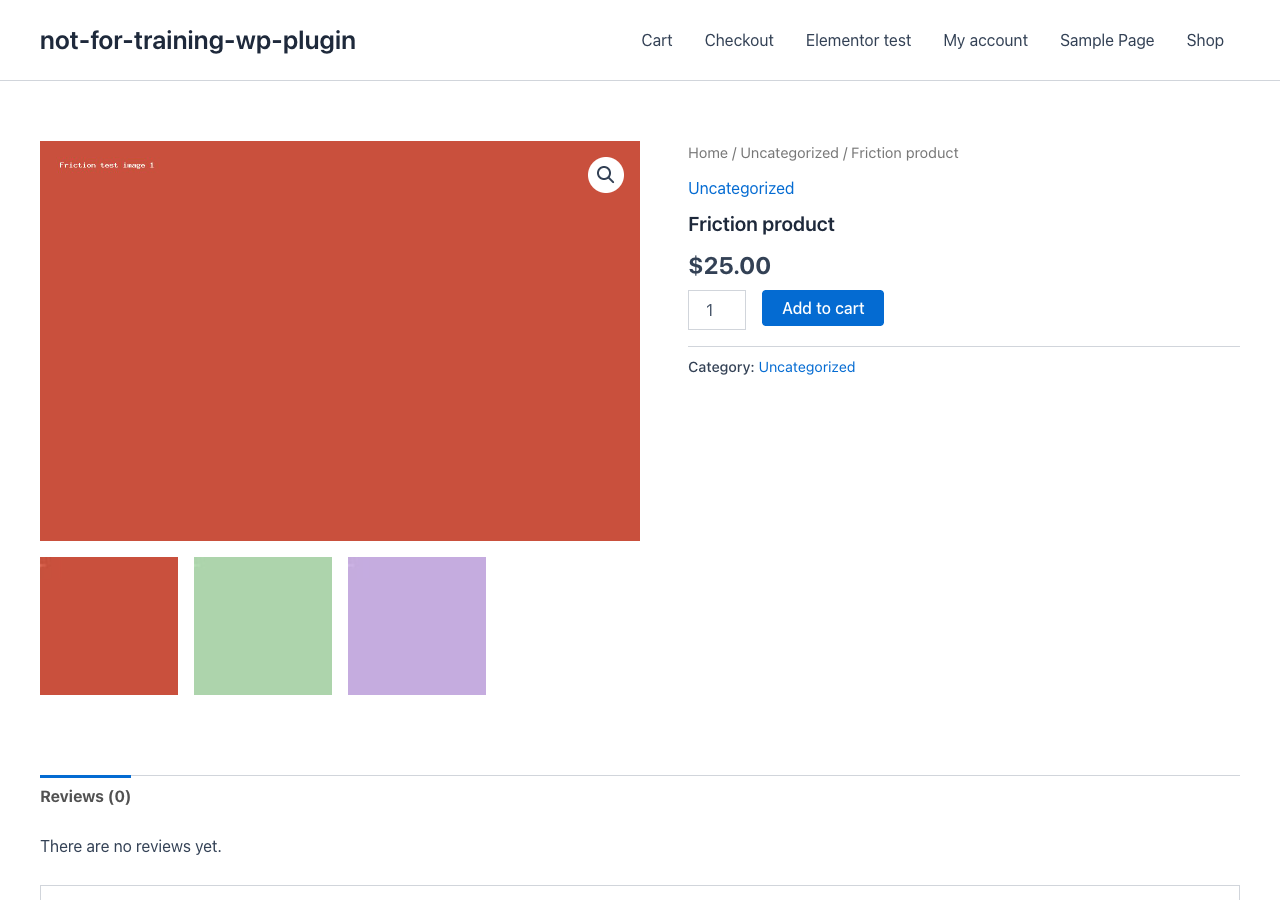 not-for-training-wp-plugin
Cart Checkout Elementor test My account Sample Page Shop
Friction test image 1
Home / Uncategorized / Friction product
Uncategorized
Friction product
$25.00
1 Add to cart
Category: Uncategorized
Reviews (0)
There are no reviews yet.